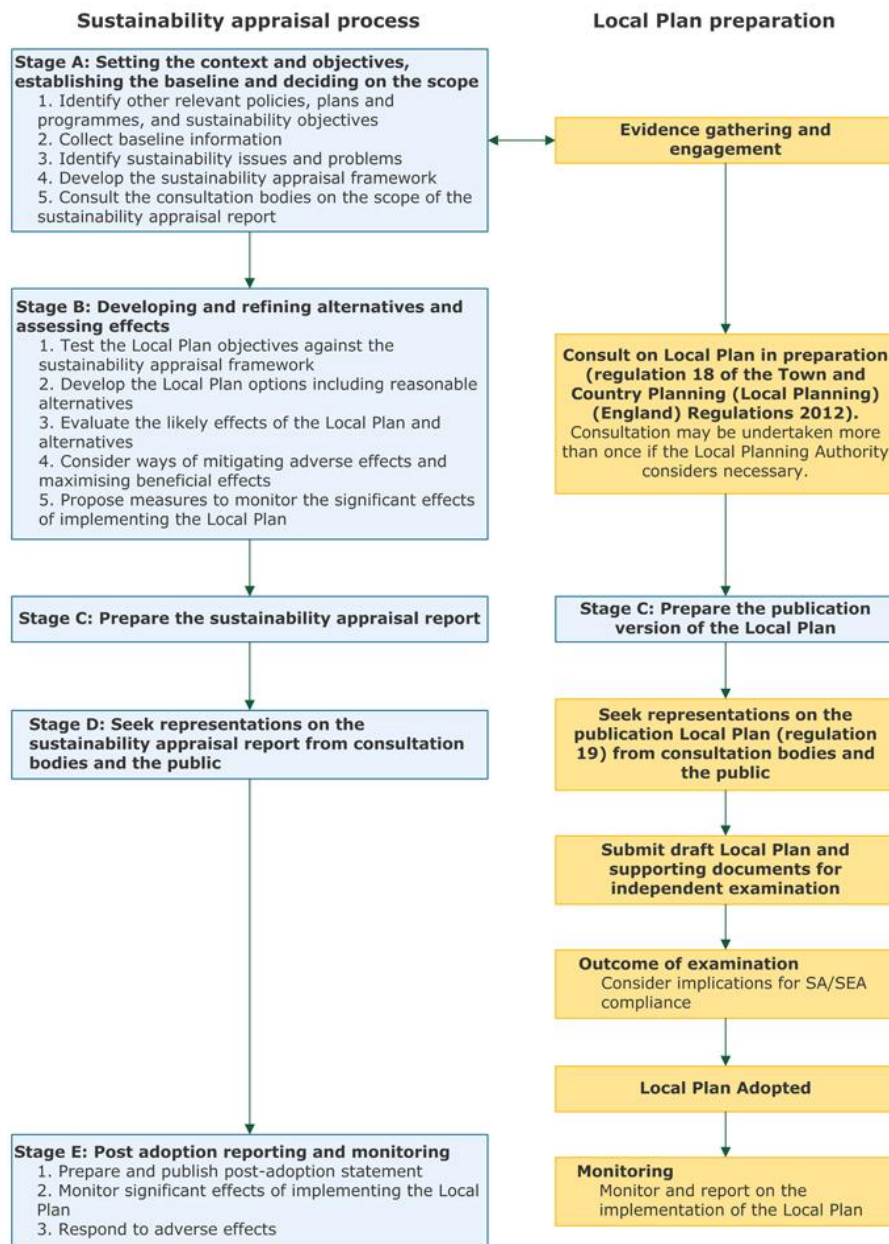 Sustainability appraisal process
Local Plan preparation
Stage A: Setting the context and objectives,
establishing the baseline and deciding on the scope
1. Identify other relevant policies, plans and
programmes, and sustainability objectives
2. Collect baseline information
3. Identify sustainability issues and problems
4. Develop the sustainability appraisal framework
5. Consult the consultation bodies on the scope of the
sustainability appraisal report
Evidence gathering and
engagement
Stage B: Developing and refining alternatives and
assessing effects
1. Test the Local Plan objectives against the
sustainability appraisal framework
2. Develop the Local Plan options including reasonable
alternatives
3. Evaluate the likely effects of the Local Plan and
alternatives
4. Consider ways of mitigating adverse effects and
maximising beneficial effects
5. Propose measures to monitor the significant effects
of implementing the Local Plan
Consult on Local Plan in preparation
(regulation 18 of the Town and
Country Planning (Local Planning)
(England) Regulations 2012).
Consultation may be undertaken more
than once if the Local Planning Authority
considers necessary.
Stage C: Prepare the sustainability appraisal report
Stage C: Prepare the publication
version of the Local Plan
Stage D: Seek representations on the
sustainability appraisal report from consultation
bodies and the public
Seek representations on the
publication Local Plan (regulation
19) from consultation bodies and
the public
Submit draft Local Plan and
supporting documents for
independent examination
Outcome of examination
Consider implications for SA/SEA
compliance
Local Plan Adopted
Stage E: Post adoption reporting and monitoring
1. Prepare and publish post-adoption statement
2. Monitor significant effects of implementing the Local
Plan
3. Respond to adverse effects
Monitoring
Monitor and report on the
implementation of the Local Plan